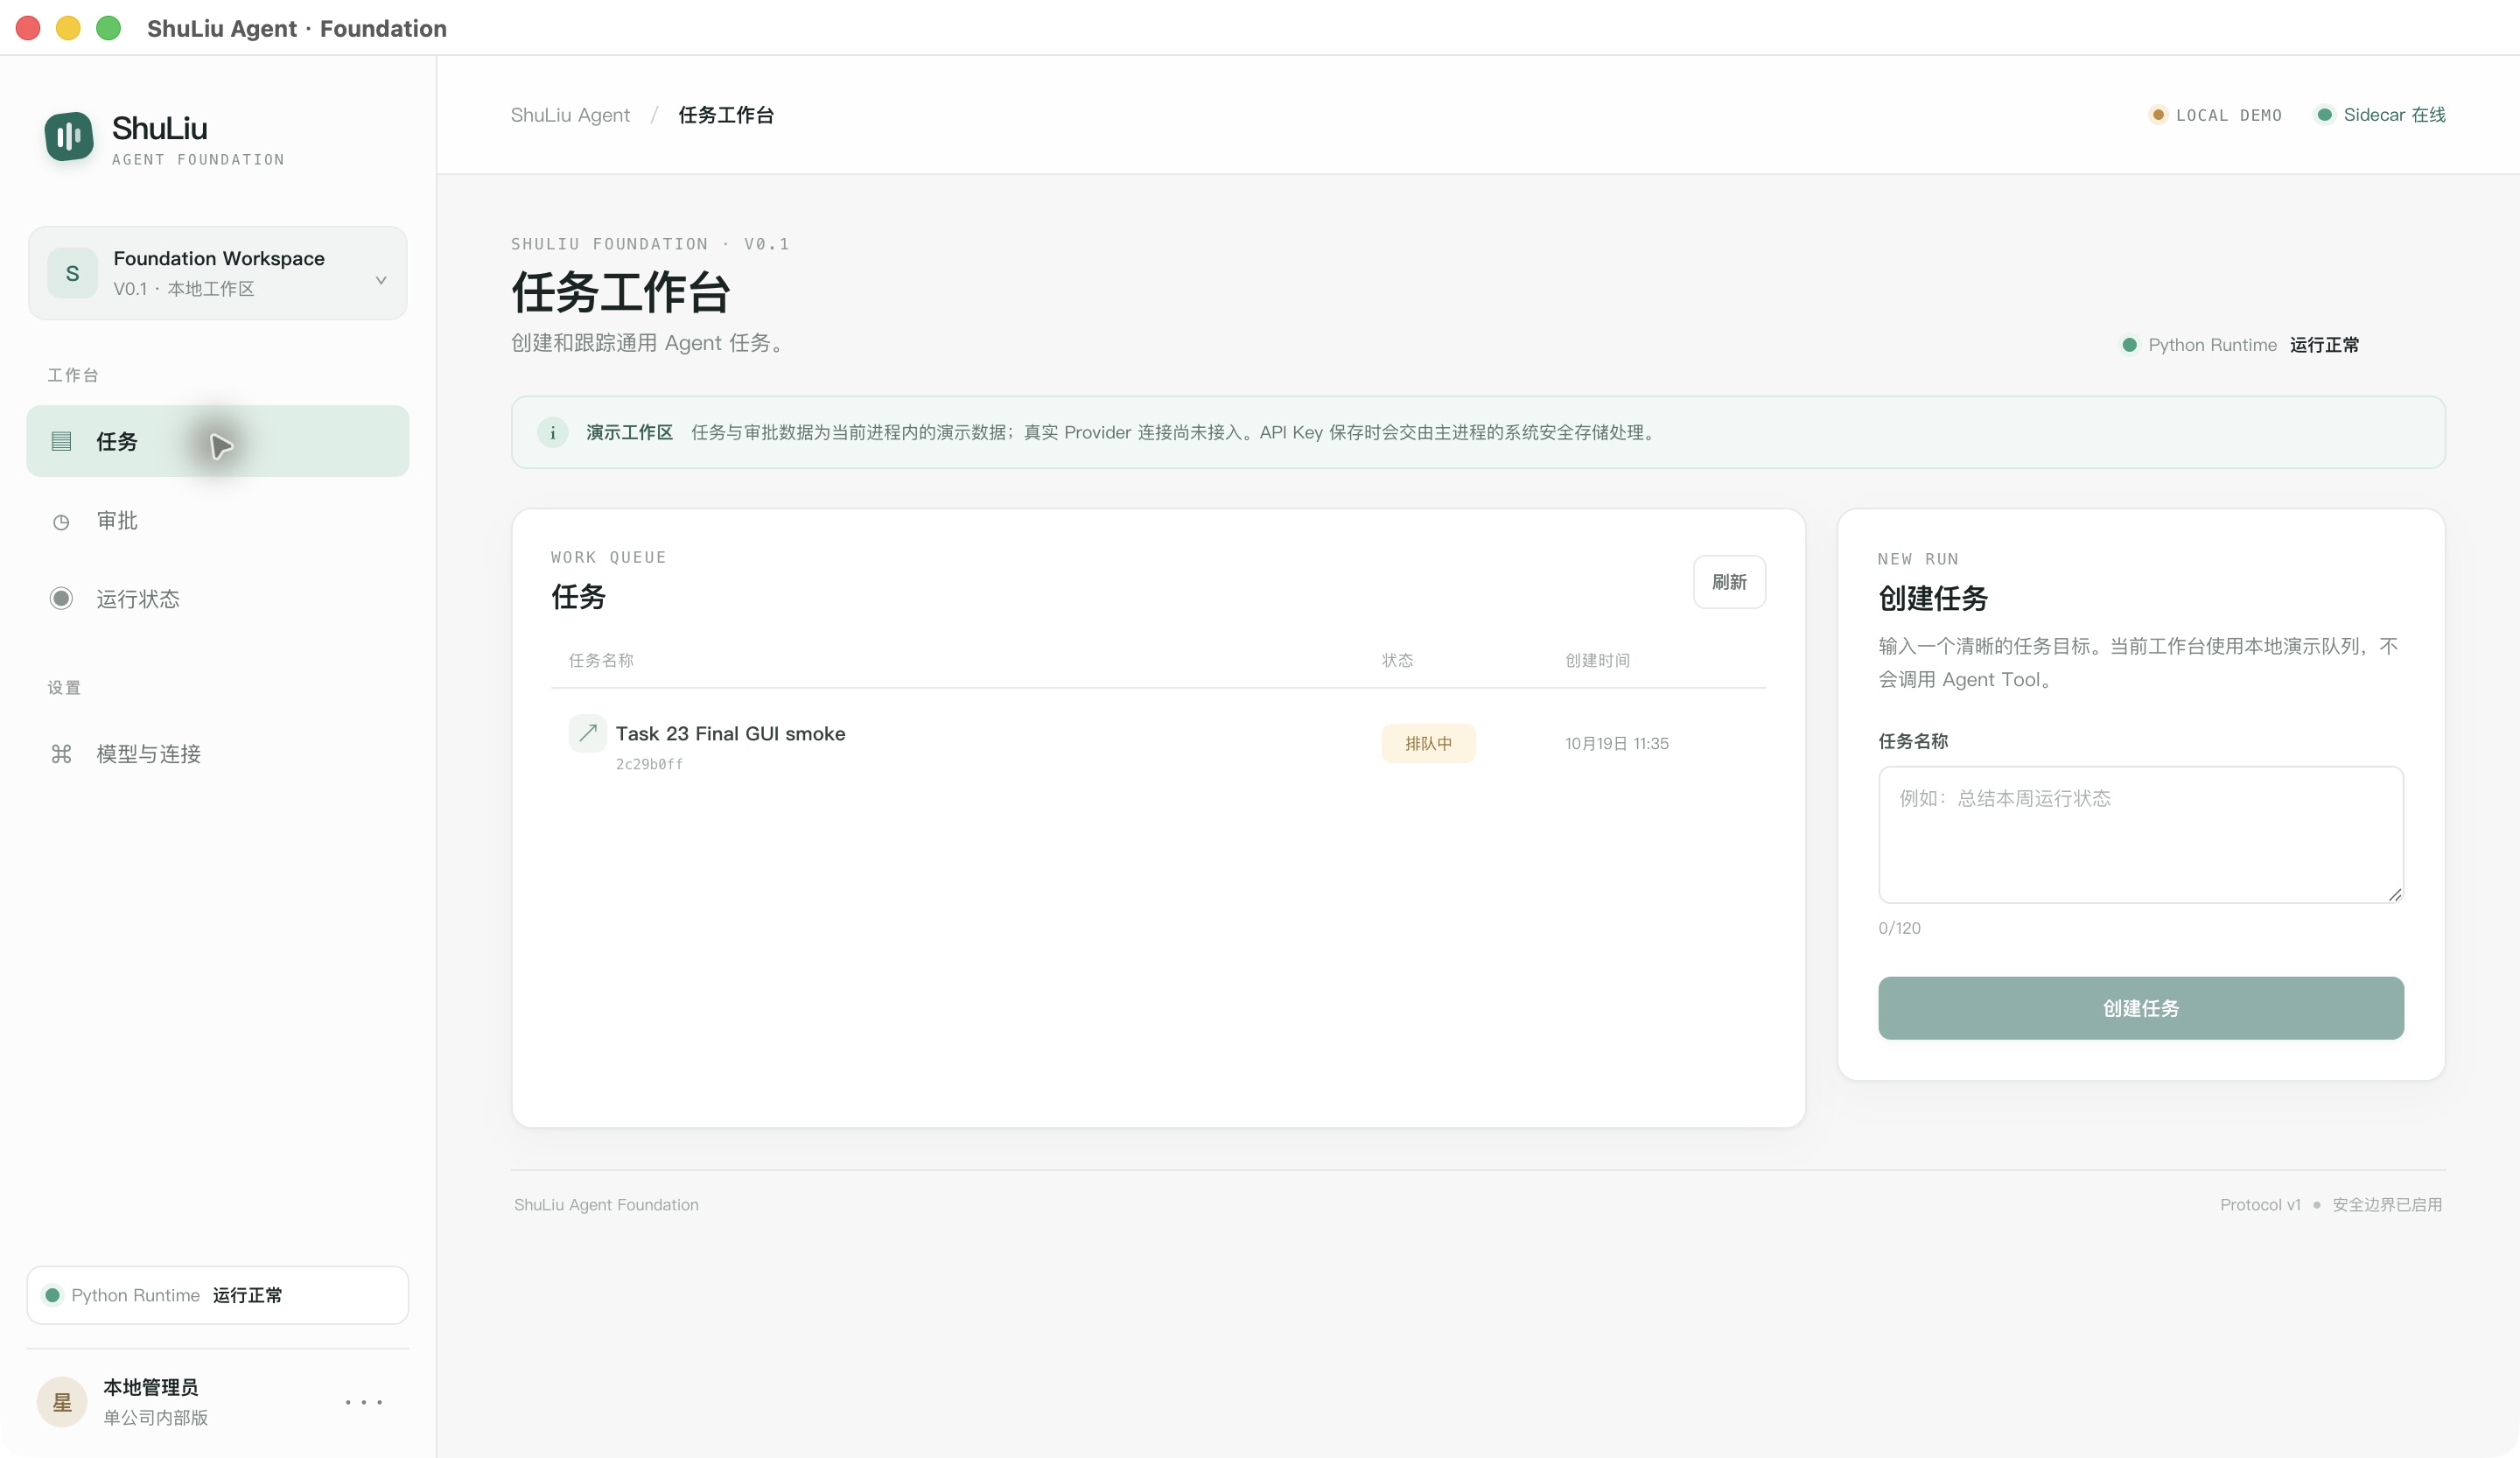 ShuLiu Agent · Foundation
ShuLiu
AGENT FOUNDATION
S
Foundation Workspace
V0.1 · 本地工作区
工作台
任务
审批
运行状态
设置
模型与连接
Python Runtime 运行正常
星
本地管理员
单公司内部版
ShuLiu Agent / 任务工作台
LOCAL DEMO
Sidecar 在线
SHULIU FOUNDATION · V0.1
任务工作台
创建和跟踪通用 Agent 任务。
Python Runtime 运行正常
i 演示工作区 任务与审批数据为当前进程内的演示数据；真实 Provider 连接尚未接入。API Key 保存时会交由主进程的系统安全存储处理。
WORK QUEUE
任务
刷新
任务名称 状态 创建时间
Task 23 Final GUI smoke
2c29b0ff
排队中
10月19日 11:35
NEW RUN
创建任务
输入一个清晰的任务目标。当前工作台使用本地演示队列，不
会调用 Agent Tool。
任务名称
例如：总结本周运行状态
0/120
创建任务
ShuLiu Agent Foundation
Protocol v1 ● 安全边界已启用